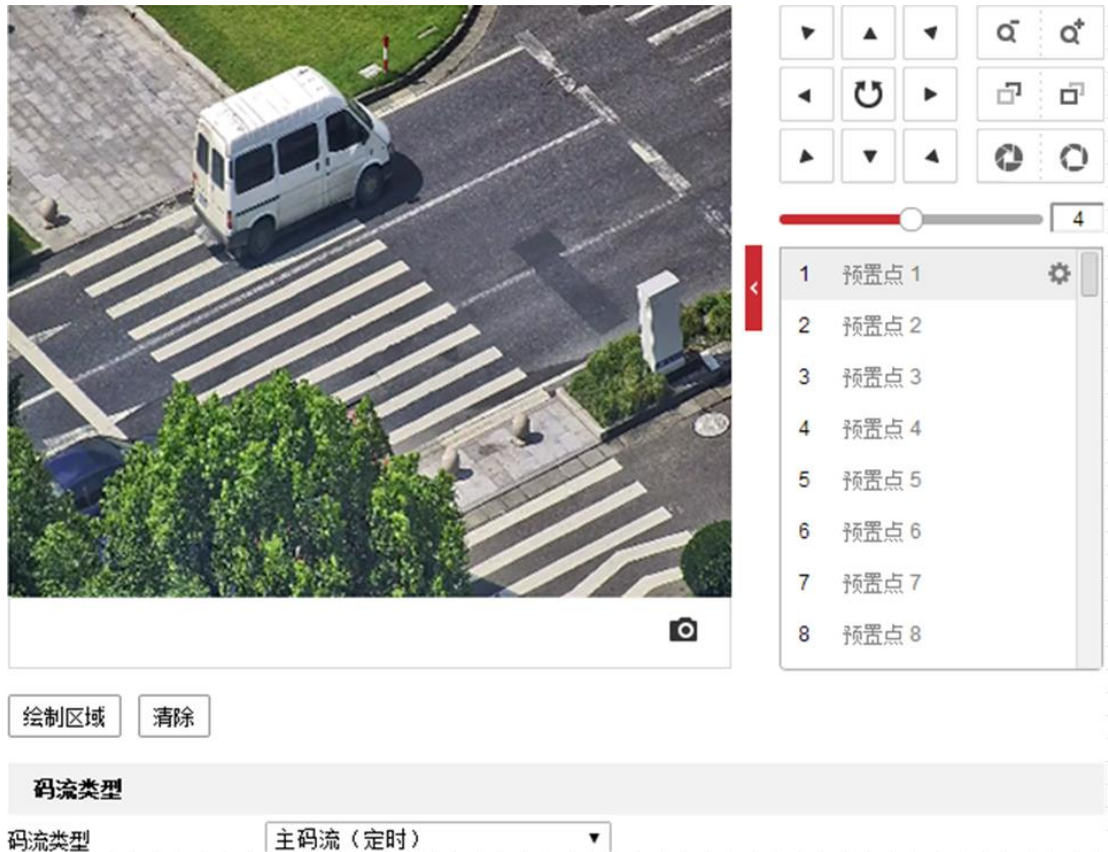 4
1 预置点 1
2 预置点 2
3 预置点 3
4 预置点 4
5 预置点 5
6 预置点 6
7 预置点 7
8 预置点 8
绘制区域 清除
码流类型
码流类型 主码流（定时）